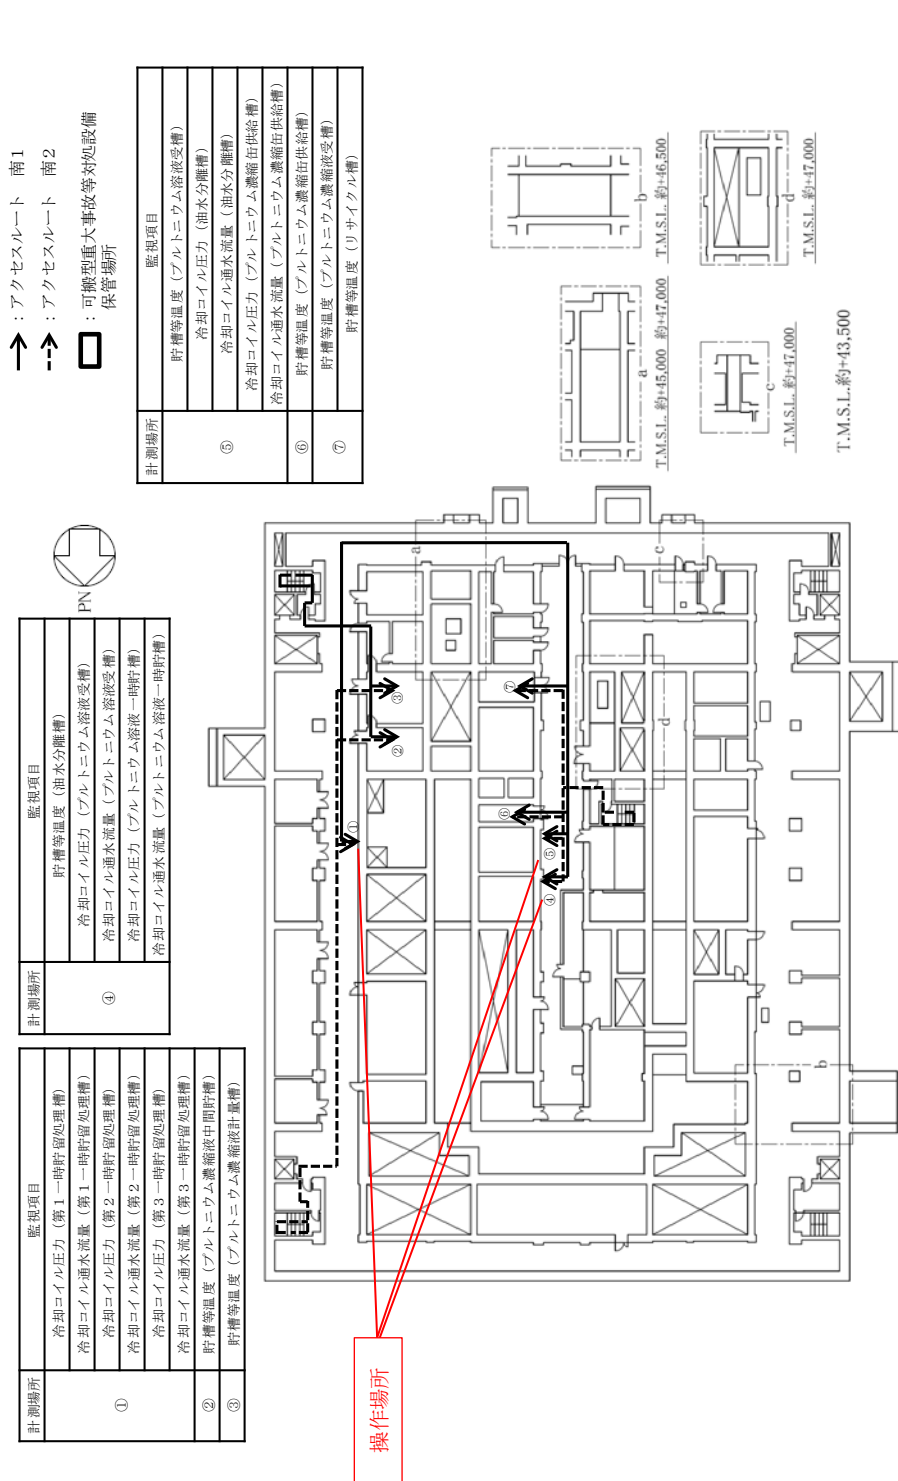 計測場所 監視項目
① 冷却コイル圧力（第１一時貯留処理槽）
冷却コイル通水流量（第１一時貯留処理槽）
冷却コイル圧力（第２一時貯留処理槽）
冷却コイル通水流量（第２一時貯留処理槽）
冷却コイル圧力（第３一時貯留処理槽）
冷却コイル通水流量（第３一時貯留処理槽）
② 貯槽等温度（プルトニウム濃縮液中間貯槽）
③ 貯槽等温度（プルトニウム濃縮液計量槽）
計測場所 監視項目
④ 貯槽等温度（油水分離槽）
冷却コイル圧力（プルトニウム溶液受槽）
冷却コイル通水流量（プルトニウム溶液受槽）
冷却コイル圧力（プルトニウム溶液一時貯槽）
冷却コイル通水流量（プルトニウム溶液一時貯槽）
PN
計測場所 監視項目
⑤ 貯槽等温度（プルトニウム溶液受槽）
冷却コイル圧力（油水分離槽）
冷却コイル通水流量（油水分離槽）
冷却コイル圧力（プルトニウム濃縮缶供給槽）
冷却コイル通水流量（プルトニウム濃縮缶供給槽）
⑥ 貯槽等温度（プルトニウム濃縮缶供給槽）
⑦ 貯槽等温度（プルトニウム濃縮液受槽）
貯槽等温度（リサイクル槽）
：アクセスルート　南１
：アクセスルート　南２
：可搬型重大事故等対処設備
保管場所
操作場所
①
②
③
④
⑤
⑥
⑦
a
b
c
d
a
T.M.S.L. 約+45,000 約+47,000
b
T.M.S.L. 約+46,500
c
T.M.S.L. 約+47,000
d
T.M.S.L. 約+47,000
T.M.S.L.約+43,500